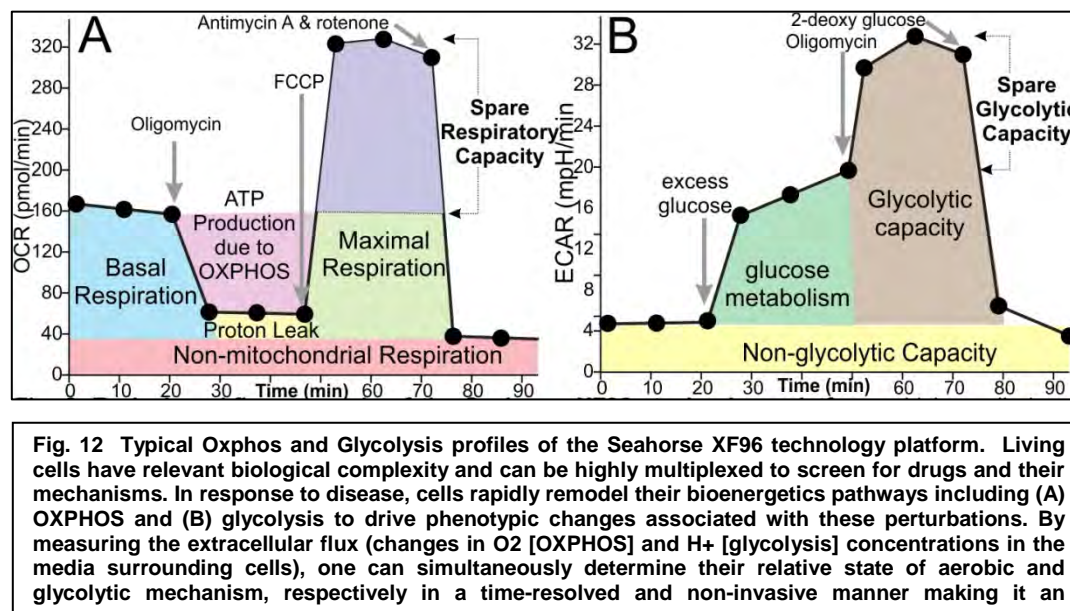 A
Antimycin A & rotenone
FCCP
Oligomycin
Spare
Respiratory
Capacity
ATP
Production
due to
OXPHOS
Basal
Respiration
Maximal
Respiration
Proton Leak
Non-mitochondrial Respiration
OCR (pmol/min)
320
280
240
200
160
120
80
40
0
0 10 20 30 40 50 60 70 80 90
Time (min)
B
2-deoxy glucose
Oligomycin
Spare
Glycolytic
Capacity
excess
glucose
Glycolytic
capacity
glucose
metabolism
Non-glycolytic Capacity
ECAR (mpH/min)
32
28
24
20
16
12
8
4
0
0 10 20 30 40 50 60 70 80 90
Time (min)
Fig. 12 Typical Oxphos and Glycolysis profiles of the Seahorse XF96 technology platform. Living
cells have relevant biological complexity and can be highly multiplexed to screen for drugs and their
mechanisms. In response to disease, cells rapidly remodel their bioenergetics pathways including (A)
OXPHOS and (B) glycolysis to drive phenotypic changes associated with these perturbations. By
measuring the extracellular flux (changes in O2 [OXPHOS] and H+ [glycolysis] concentrations in the
media surrounding cells), one can simultaneously determine their relative state of aerobic and
glycolytic mechanism, respectively in a time-resolved and non-invasive manner making it an